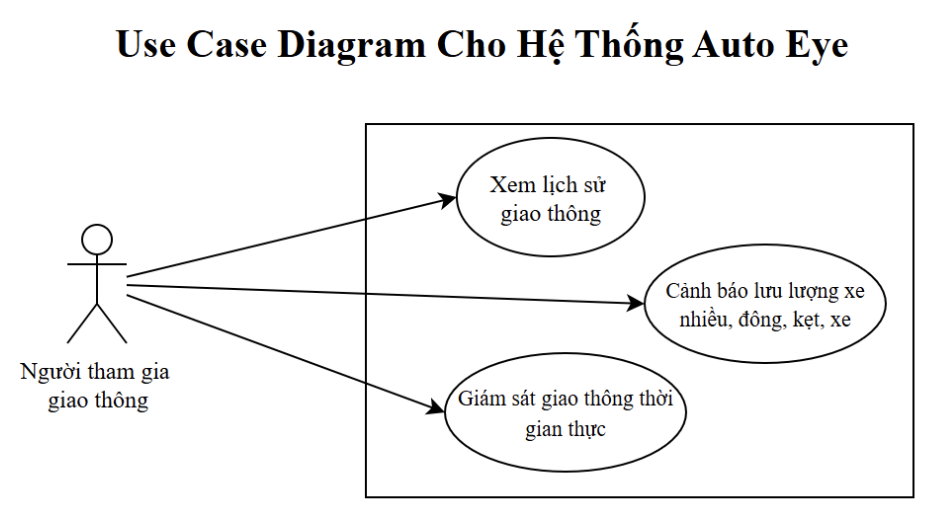 Use Case Diagram Cho Hệ Thống Auto Eye
Xem lịch sử
giao thông
Cảnh báo lưu lượng xe
nhiều, đông, kẹt, xe
Người tham gia
giao thông
Giám sát giao thông thời
gian thực